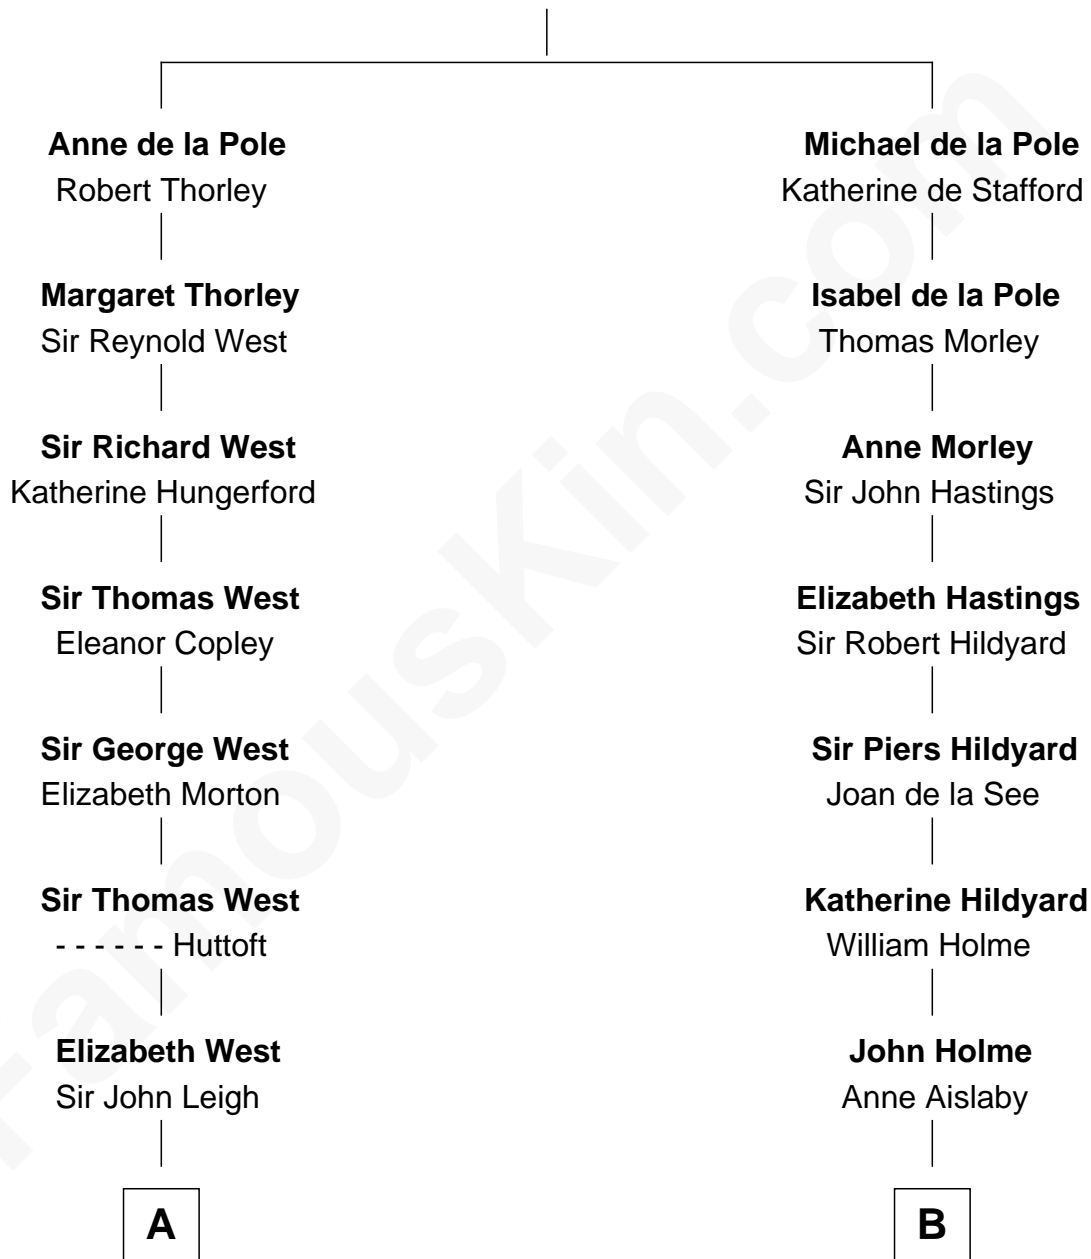 Anne de la Pole
Robert Thorley
Margaret Thorley
Sir Reynold West
Sir Richard West
Katherine Hungerford
Sir Thomas West
Eleanor Copley
Sir George West
Elizabeth Morton
Sir Thomas West
- - - - - - Huttoft
Elizabeth West
Sir John Leigh
A
Michael de la Pole
Katherine de Stafford
Isabel de la Pole
Thomas Morley
Anne Morley
Sir John Hastings
Elizabeth Hastings
Sir Robert Hildyard
Sir Piers Hildyard
Joan de la See
Katherine Hildyard
William Holme
John Holme
Anne Aislaby
B
FamousKin.com